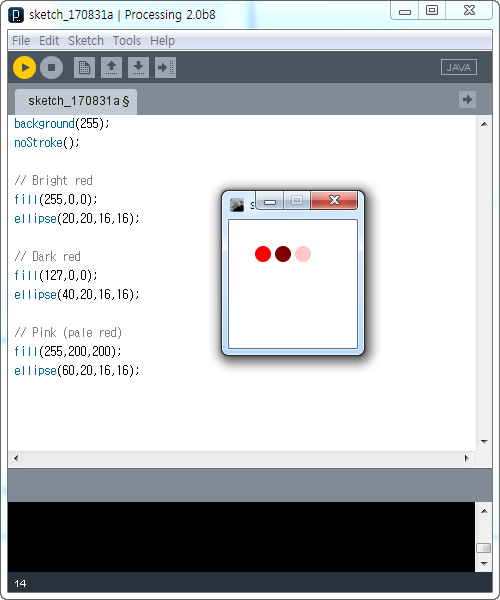 sketch_170831a | Processing 2.0b8
File Edit Sketch Tools Help
JAVA
sketch_170831a §
background(255);
noStroke();
// Bright red
fill(255,0,0);
ellipse(20,20,16,16);
// Dark red
fill(127,0,0);
ellipse(40,20,16,16);
// Pink (pale red)
fill(255,200,200);
ellipse(60,20,16,16);
14